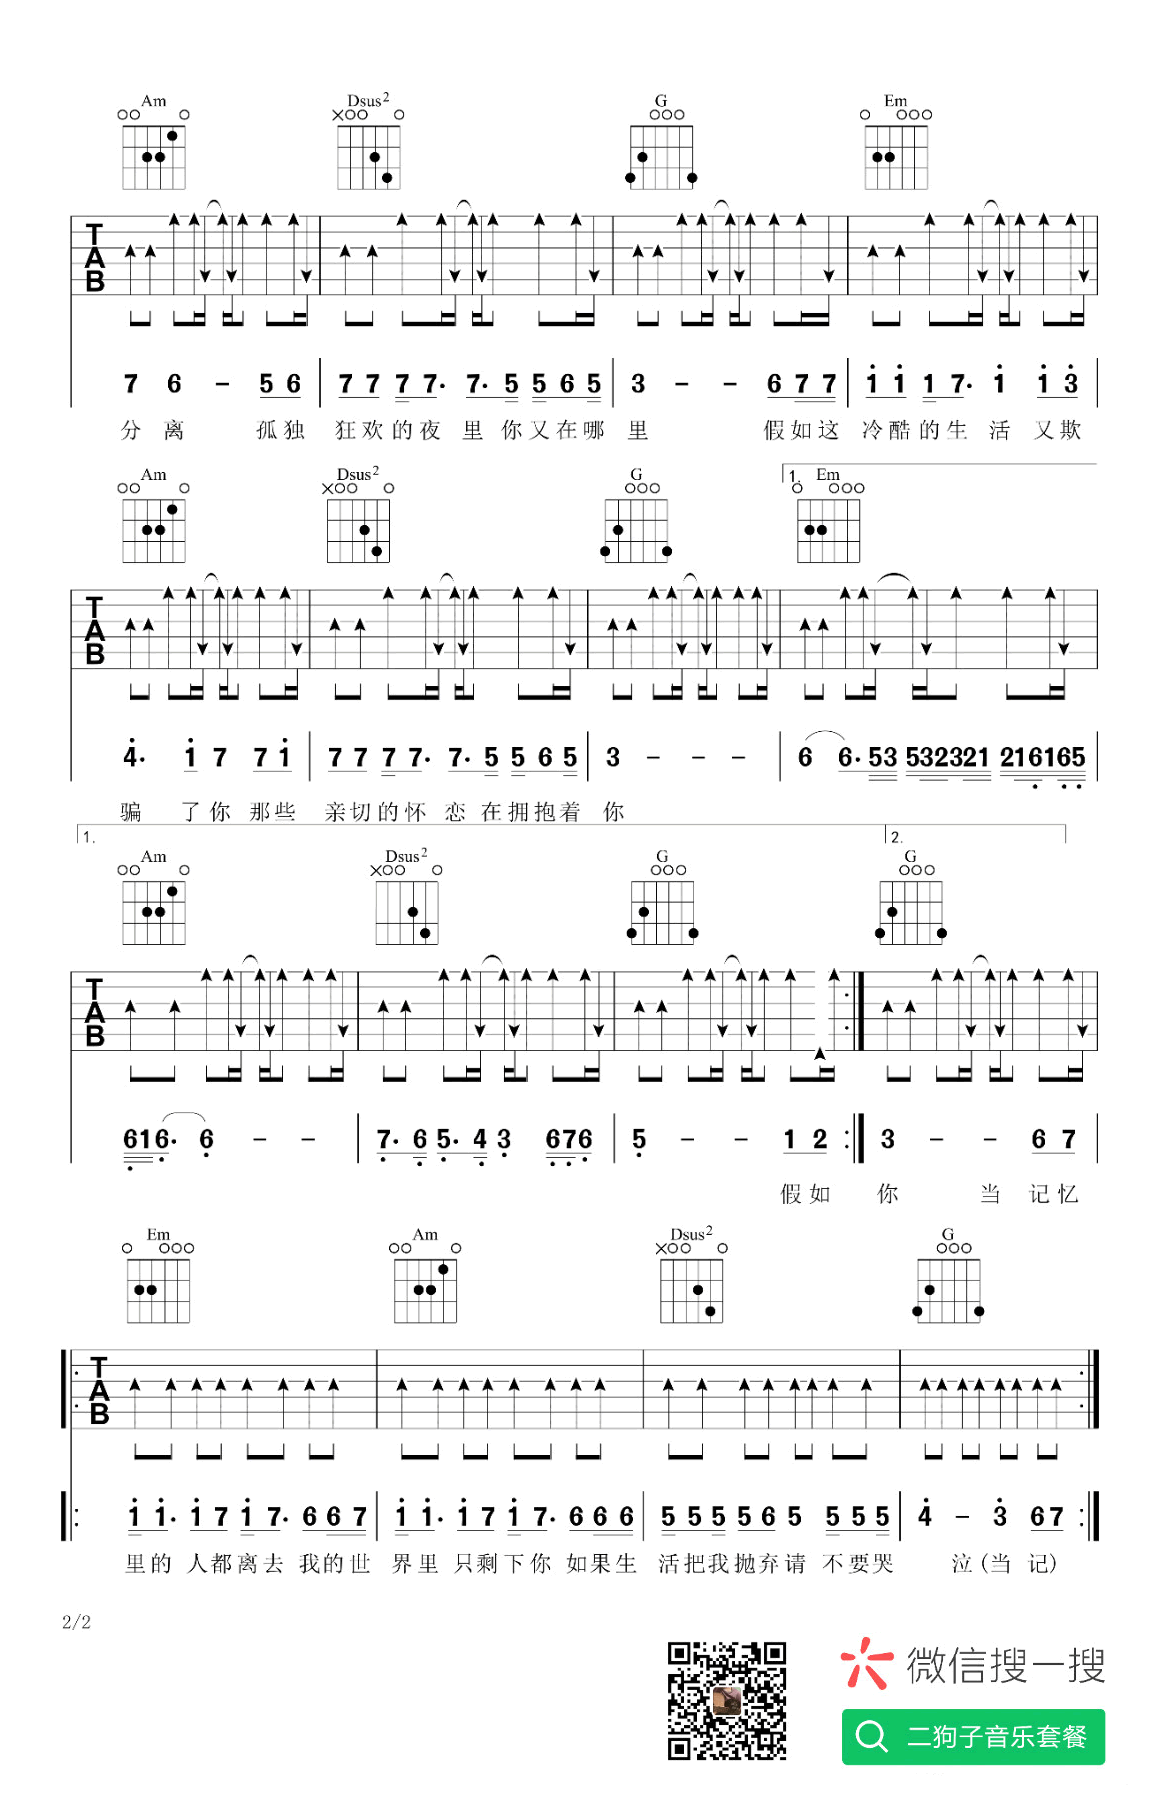 Am Dsus2 G Em
T
A
B
7 6 - 5 6 7 7 7 7. 7. 5 5 6 5 3 - - 6 7 7 1 1 1 7. 1 1 3
分 离 孤 独 狂 欢 的 夜 里 你 又 在 哪 里 假 如 这 冷 酷 的 生 活 又 欺
1.
Am Dsus2 G Em
T
A
B
4. 1 7 7 1 7 7 7 7. 7. 5 5 6 5 3 - - - 6 6. 53 532321 216165
骗 了 你 那 些 亲 切 的 怀 恋 在 拥 抱 着 你
1. 2.
Am Dsus2 G G
T
A
B
616. 6 - - 7. 6 5. 4 3 676 5 - - 1 2 : 3 - - 6 7
假 如 你 当 记 忆
Em Am Dsus2 G
T
A
B
: 1 1. 1 7 1 7. 6 6 7 1 1. 1 7 1 7. 6 6 6 5 5 5 5 6 5 5 5 5 4 - 3 67 :
里 的 人 都 离 去 我 的 世 界 里 只 剩 下 你 如 果 生 活 把 我 抛 弃 请 不 要 哭 泣 (当 记)
2/2
微信搜一搜
二狗子音乐套餐